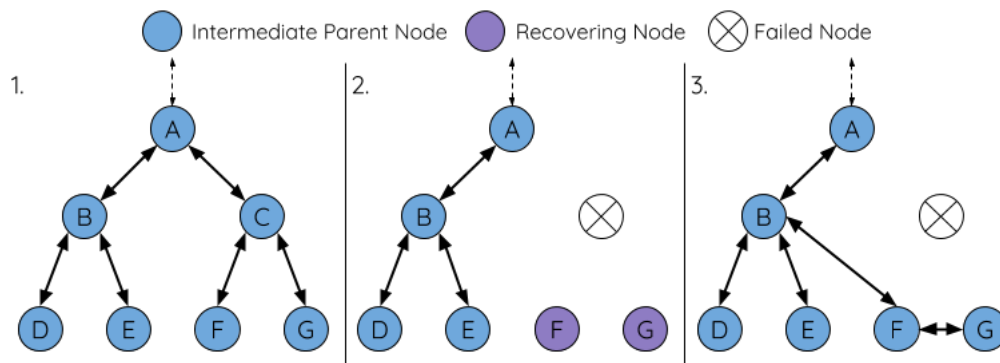 Intermediate Parent Node Recovering Node Failed Node
1. 2. 3.
A A A
B C B B
D E F G D E F G D E F G